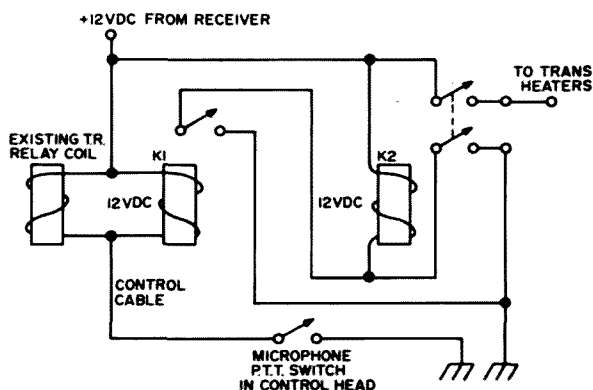 +12VDC FROM RECEIVER
TO TRANS
HEATERS
EXISTING T.R.
RELAY COIL
K1
K2
12VDC
12VDC
CONTROL
CABLE
MICROPHONE
P.T.T. SWITCH
IN CONTROL HEAD